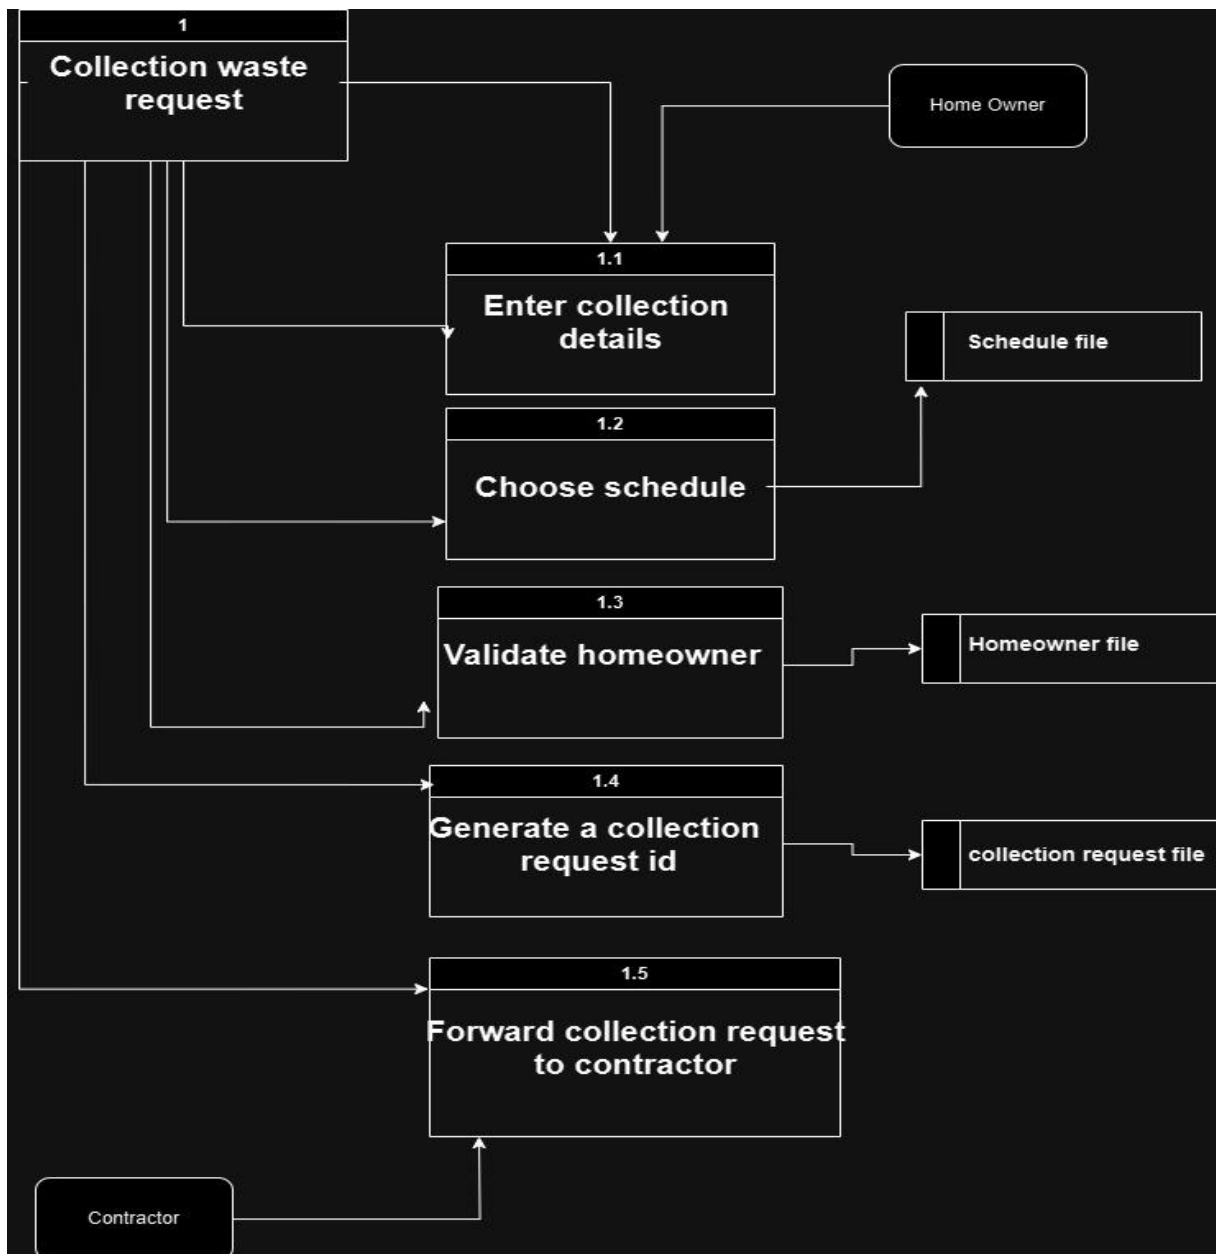 1
Collection waste
request
Home Owner
1.1
Enter collection
details
Schedule file
1.2
Choose schedule
1.3
Validate homeowner
Homeowner file
1.4
Generate a collection
request id
collection request file
1.5
Forward collection request
to contractor
Contractor